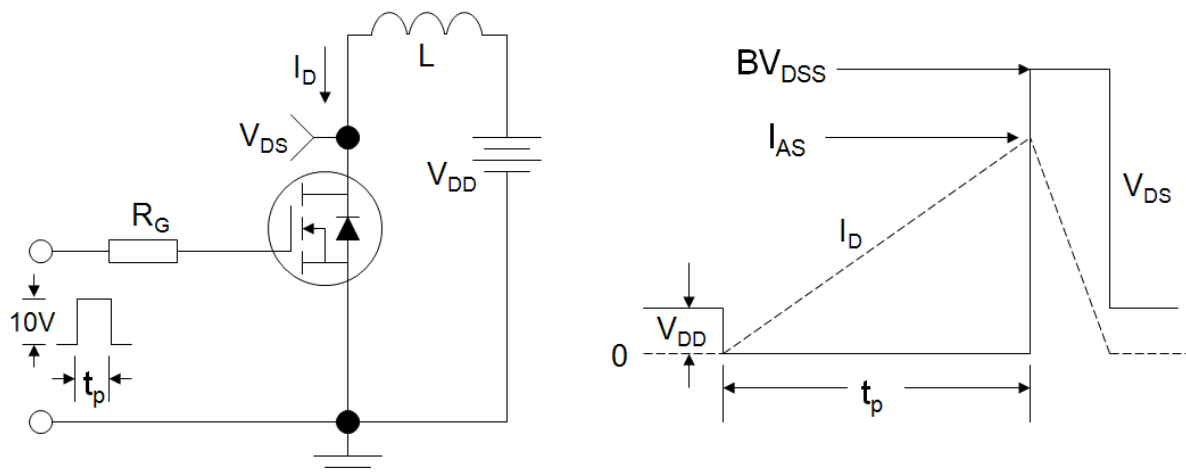 I_D
L
V_DS
V_DD
R_G
10V
t_p
BV_DSS
I_AS
V_DS
I_D
V_DD
0
t_p